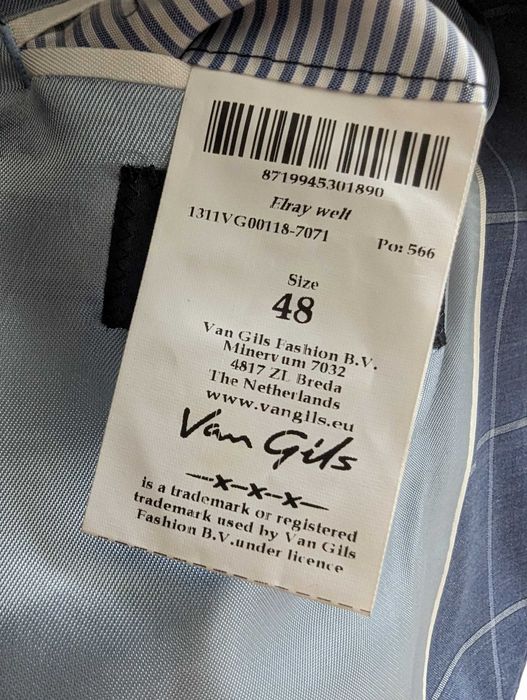 8719945301890
Elray welt
1311VG00118-7071
Po: 566
Size
48
Van Gils Fashion B.V.
Minervum 7032
4817 ZL Breda
The Netherlands
www.vangils.eu
Van Gils
—x—x—x—
is a trademark or registered
trademark used by Van Gils
Fashion B.V.under licence